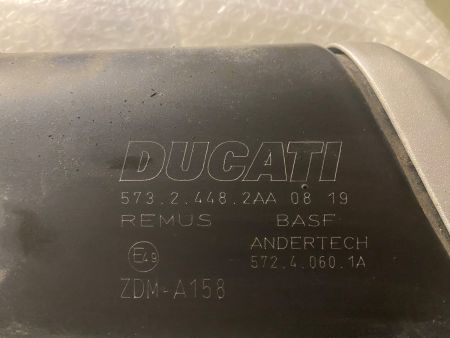 DUCATI
573.2.448.2AA 08 19
REMUS BASF
ANDERTECH
E49 572.4.060.1A
ZDM-A158